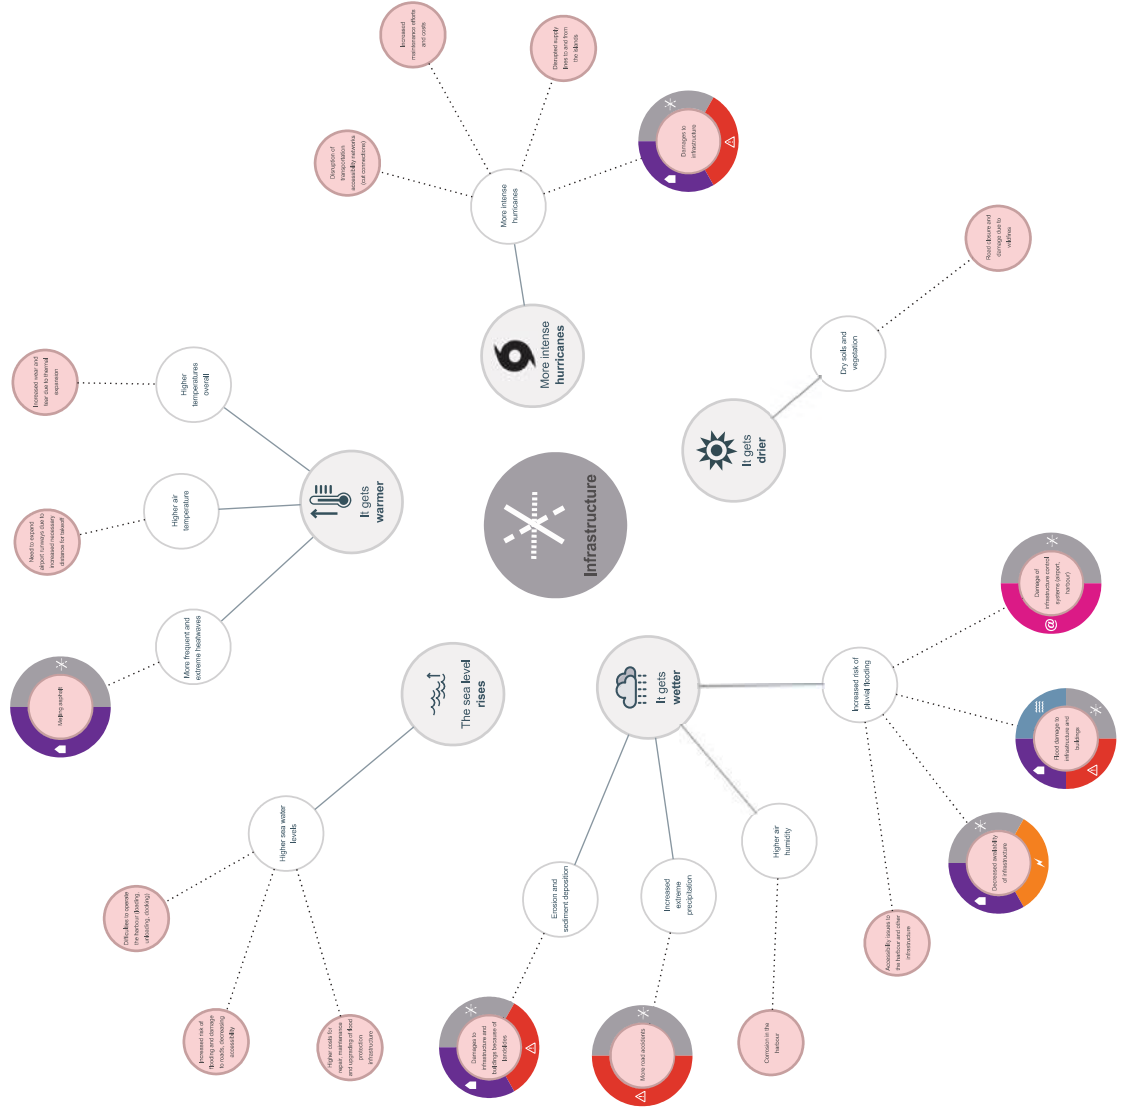 Infrastructure
More intense
hurricanes
More intense
hurricanes
Disruption of
transportation
accessibility networks
(cut connections)
Increased
maintenance efforts
and costs
Disrupted supply
lines to and from
the islands
Damages to
infrastructure
It gets
drier
Dry soils and
vegetation
Road closure and
damage due to
wildfires
It gets
wetter
Increased risk of
pluvial flooding
Damage of
infrastructure control
systems (airport,
harbour)
@
Flood damage to
infrastructure and
buildings
Decreased availability
of infrastructure
Accessibility issues to
the harbour and other
infrastructure
Higher air
humidity
Corrosion in the
harbour
Increased
extreme
precipitation
More road accidents
Erosion and
sediment deposition
Damages to
infrastructure and
buildings because of
landslides
The sea level
rises
Higher sea water
levels
Higher costs for
repair, maintenance
and upgrading of flood
protection
infrastructure
Increased risk of
flooding and damage
to roads, decreasing
accessibility
Difficulties to operate
the harbour (loading,
unloading, docking)
It gets
warmer
More frequent and
extreme heatwaves
Melting asphalt
Higher air
temperature
Need to expand
airport runways due to
increased necessary
distance for takeoff
Higher
temperatures
overall
Increased wear and
tear due to thermal
expansion